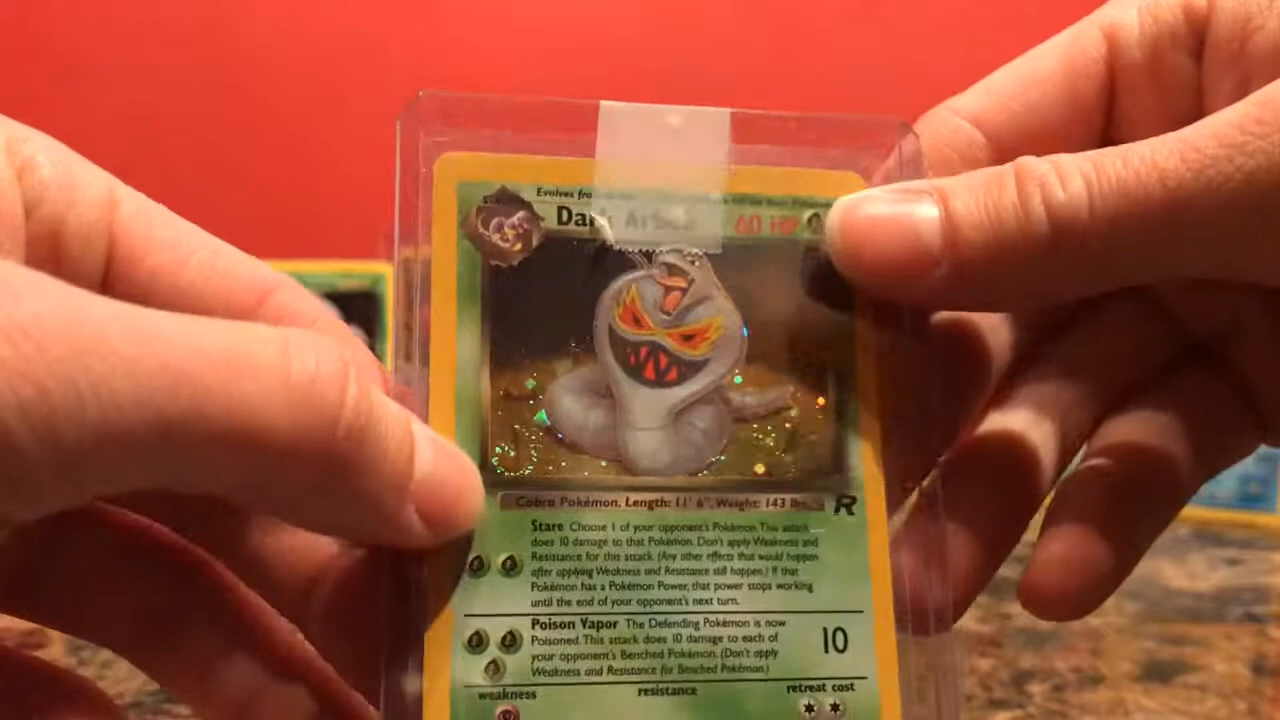 Evolves from
Dark Arbok 60 HP
Cobra Pokémon. Length: 11' 6", Weight: 143 lbs.
R
Stare Choose 1 of your opponent's Pokémon. This attack
does 10 damage to that Pokémon. Don't apply Weakness and
Resistance for this attack. (Any other effects that would happen
after applying Weakness and Resistance still happen.) If that
Pokémon has a Pokémon Power, that power stops working
until the end of your opponent's next turn.
Poison Vapor The Defending Pokémon is now
Poisoned. This attack does 10 damage to each of
your opponent's Benched Pokémon. (Don't apply
Weakness and Resistance for Benched Pokémon.)
10
weakness resistance retreat cost